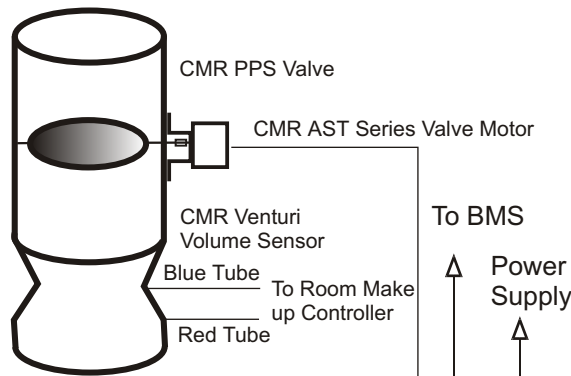 CMR PPS Valve
CMR AST Series Valve Motor
CMR Venturi
Volume Sensor
To BMS
Blue Tube
To Room Make
up Controller
Power
Supply
Red Tube